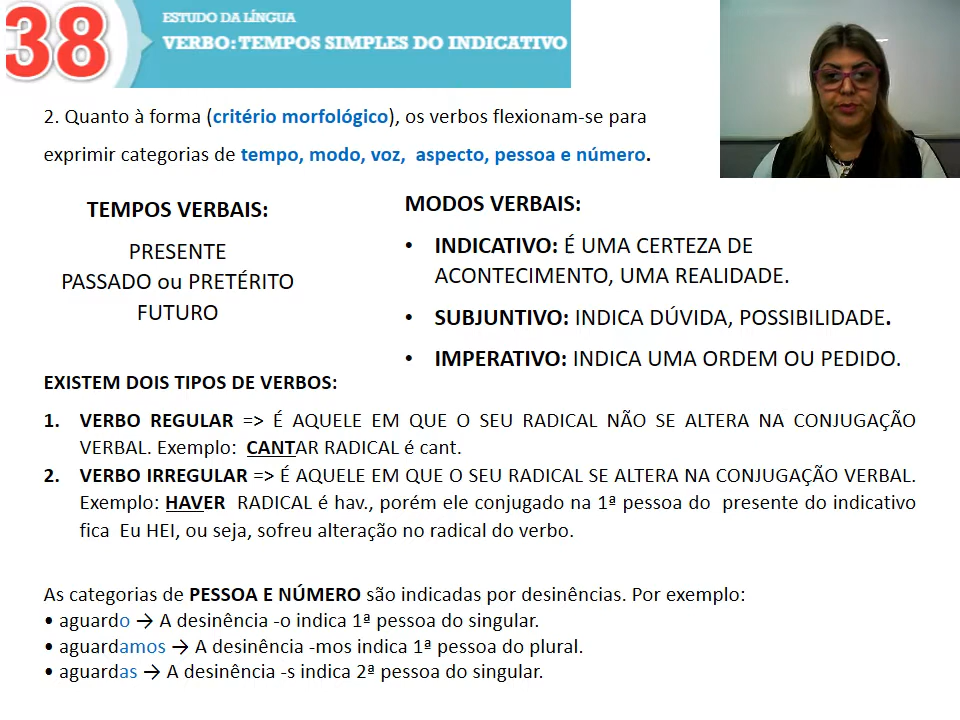 38
ESTUDO DA LÍNGUA
VERBO: TEMPOS SIMPLES DO INDICATIVO
2. Quanto à forma (critério morfológico), os verbos flexionam-se para
exprimir categorias de tempo, modo, voz, aspecto, pessoa e número.
TEMPOS VERBAIS:
PRESENTE
PASSADO ou PRETÉRITO
FUTURO
MODOS VERBAIS:
• INDICATIVO: É UMA CERTEZA DE
ACONTECIMENTO, UMA REALIDADE.
• SUBJUNTIVO: INDICA DÚVIDA, POSSIBILIDADE.
• IMPERATIVO: INDICA UMA ORDEM OU PEDIDO.
EXISTEM DOIS TIPOS DE VERBOS:
1. VERBO REGULAR => É AQUELE EM QUE O SEU RADICAL NÃO SE ALTERA NA CONJUGAÇÃO
VERBAL. Exemplo: CANTAR RADICAL é cant.
2. VERBO IRREGULAR => É AQUELE EM QUE O SEU RADICAL SE ALTERA NA CONJUGAÇÃO VERBAL.
Exemplo: HAVER RADICAL é hav., porém ele conjugado na 1ª pessoa do presente do indicativo
fica Eu HEI, ou seja, sofreu alteração no radical do verbo.
As categorias de PESSOA E NÚMERO são indicadas por desinências. Por exemplo:
• aguardo → A desinência -o indica 1ª pessoa do singular.
• aguardamos → A desinência -mos indica 1ª pessoa do plural.
• aguardas → A desinência -s indica 2ª pessoa do singular.